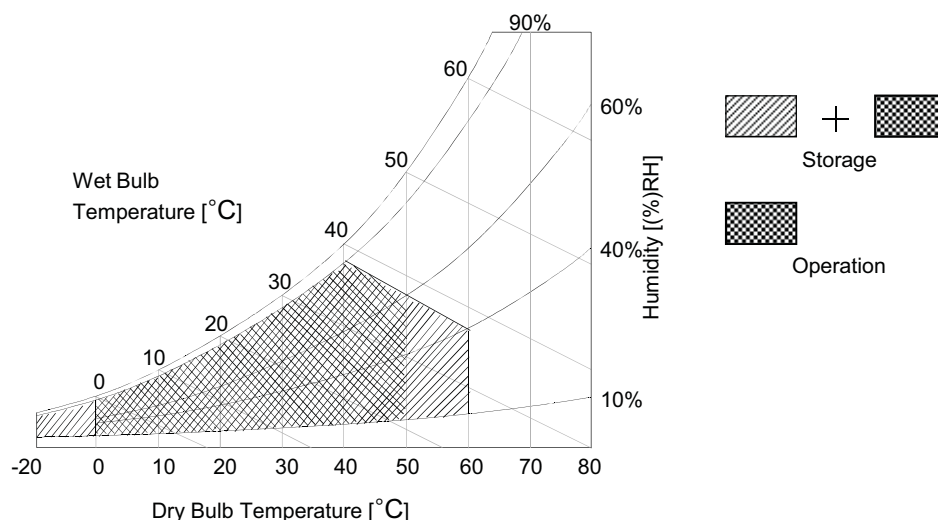 90%
60
60%
50
Wet Bulb
Temperature [°C]
Storage
40
40%
Humidity [(%)RH]
30
Operation
20
10
0
10%
-20 0 10 20 30 40 50 60 70 80
Dry Bulb Temperature [°C]